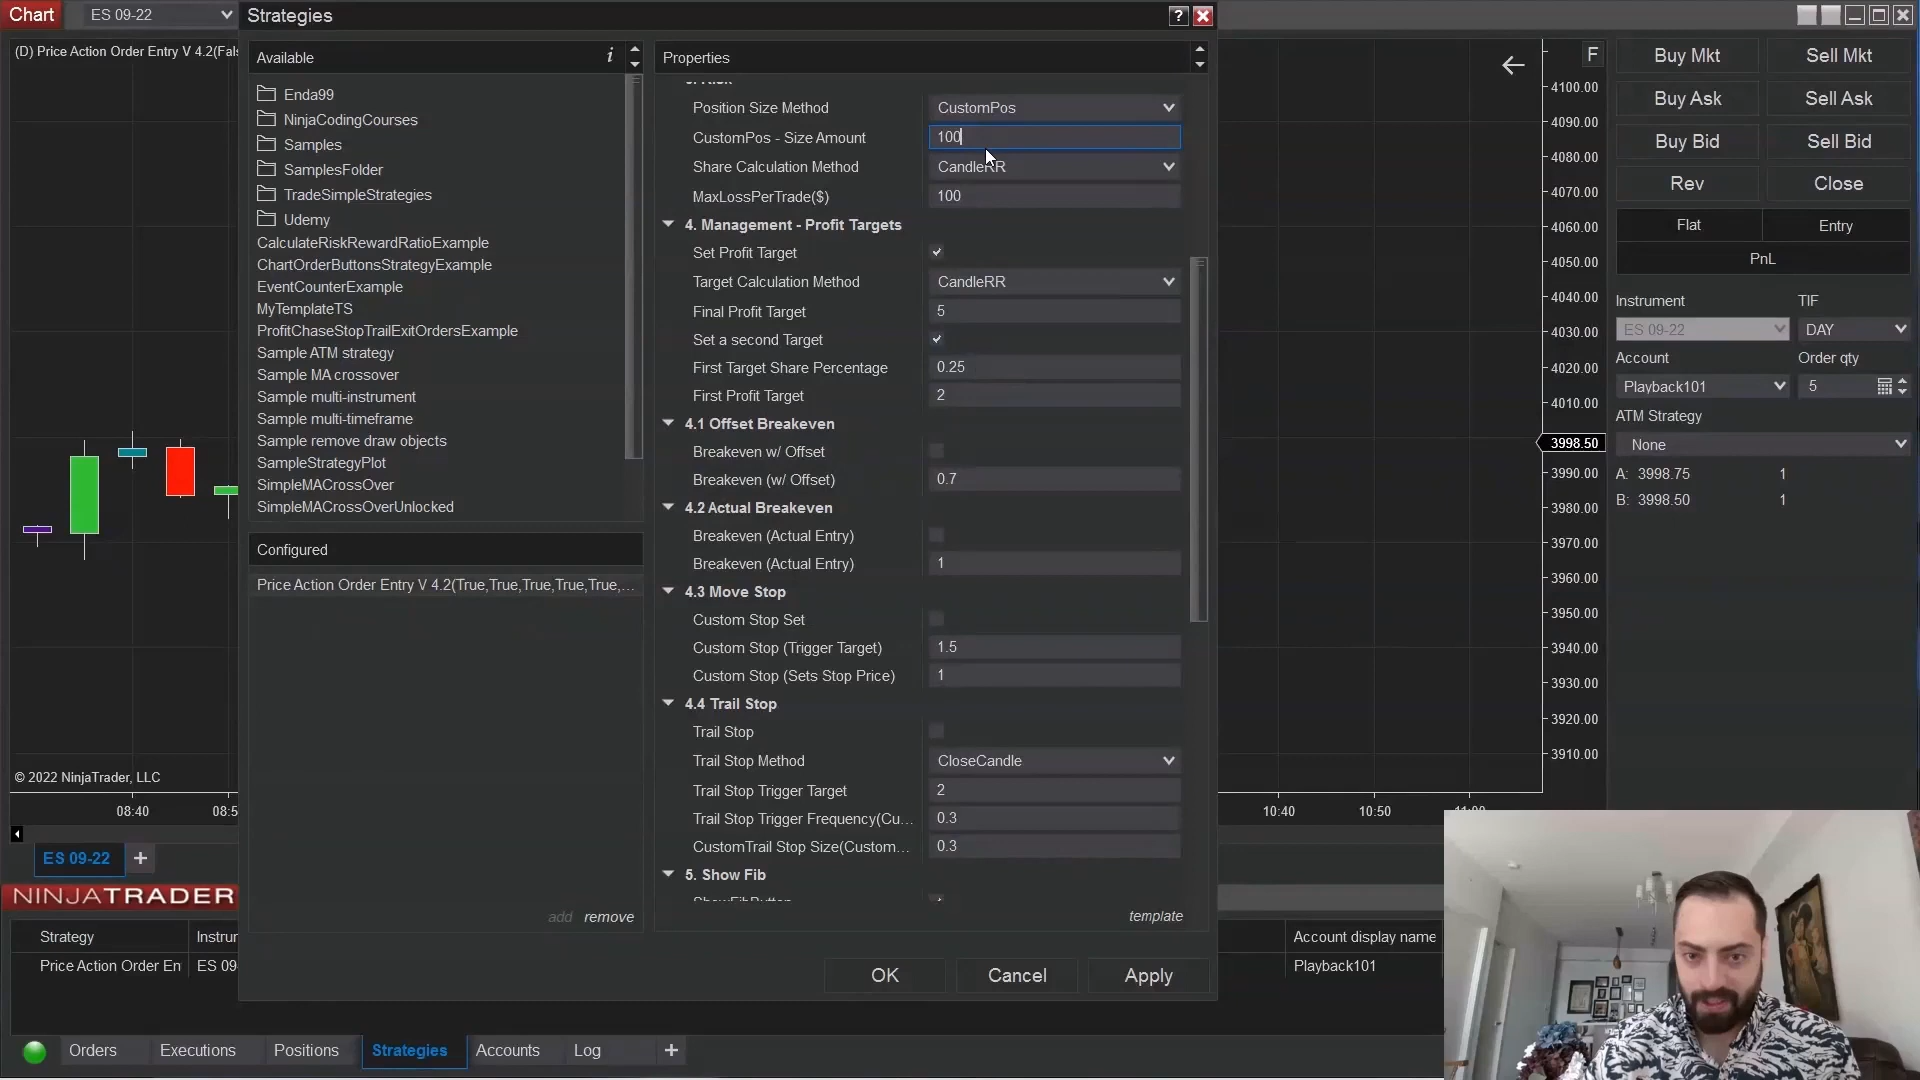 Chart
ES 09-22
Strategies
?
(D) Price Action Order Entry V 4.2(Fals
Available
i
Enda99
NinjaCodingCourses
Samples
SamplesFolder
TradeSimpleStrategies
Udemy
CalculateRiskRewardRatioExample
ChartOrderButtonsStrategyExample
EventCounterExample
MyTemplateTS
ProfitChaseStopTrailExitOrdersExample
Sample ATM strategy
Sample MA crossover
Sample multi-instrument
Sample multi-timeframe
Sample remove draw objects
SampleStrategyPlot
SimpleMACrossOver
SimpleMACrossOverUnlocked
Configured
Price Action Order Entry V 4.2(True,True,True,True,True,...
add remove
Properties
Position Size Method CustomPos
CustomPos - Size Amount 100
Share Calculation Method CandleRR
MaxLossPerTrade($) 100
4. Management - Profit Targets
Set Profit Target
Target Calculation Method CandleRR
Final Profit Target 5
Set a second Target
First Target Share Percentage 0.25
First Profit Target 2
4.1 Offset Breakeven
Breakeven w/ Offset
Breakeven (w/ Offset) 0.7
4.2 Actual Breakeven
Breakeven (Actual Entry)
Breakeven (Actual Entry) 1
4.3 Move Stop
Custom Stop Set
Custom Stop (Trigger Target) 1.5
Custom Stop (Sets Stop Price) 1
4.4 Trail Stop
Trail Stop
Trail Stop Method CloseCandle
Trail Stop Trigger Target 2
Trail Stop Trigger Frequency(Cu... 0.3
CustomTrail Stop Size(Custom... 0.3
5. Show Fib
template
OK Cancel Apply
F
4100.00
4090.00
4080.00
4070.00
4060.00
4050.00
4040.00
4030.00
4020.00
4010.00
3998.50
3990.00
3980.00
3970.00
3960.00
3950.00
3940.00
3930.00
3920.00
3910.00
Buy Mkt Sell Mkt
Buy Ask Sell Ask
Buy Bid Sell Bid
Rev Close
Flat Entry
PnL
Instrument TIF
ES 09-22 DAY
Account Order qty
Playback101 5
ATM Strategy
None
A: 3998.75 1
B: 3998.50 1
© 2022 NinjaTrader, LLC
08:40 08:5 10:40 10:50 11:00
ES 09-22 +
NINJATRADER
Strategy Instrur Account display name
Price Action Order En ES 09 Playback101
Orders Executions Positions Strategies Accounts Log +